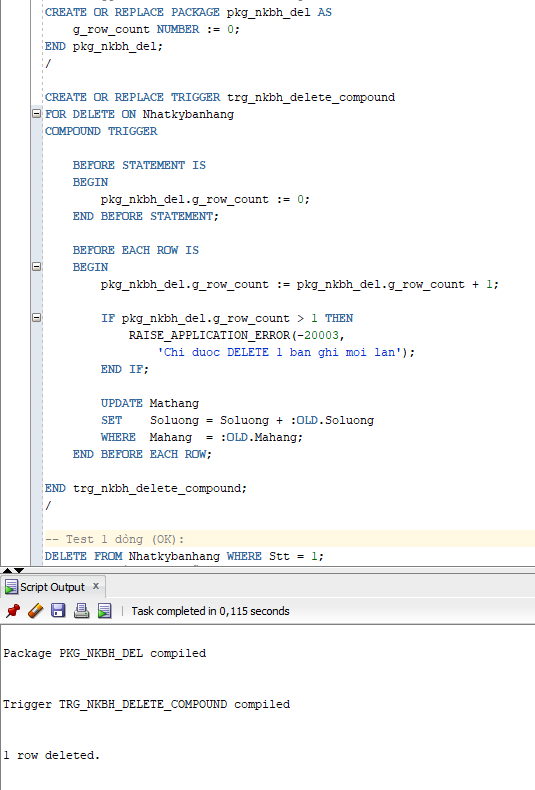 CREATE OR REPLACE PACKAGE pkg_nkbh_del AS
    g_row_count NUMBER := 0;
END pkg_nkbh_del;
/

CREATE OR REPLACE TRIGGER trg_nkbh_delete_compound
FOR DELETE ON Nhatkybanhang
COMPOUND TRIGGER

    BEFORE STATEMENT IS
    BEGIN
        pkg_nkbh_del.g_row_count := 0;
    END BEFORE STATEMENT;

    BEFORE EACH ROW IS
    BEGIN
        pkg_nkbh_del.g_row_count := pkg_nkbh_del.g_row_count + 1;

        IF pkg_nkbh_del.g_row_count > 1 THEN
            RAISE_APPLICATION_ERROR(-20003,
                'Chi duoc DELETE 1 ban ghi moi lan');
        END IF;

        UPDATE Mathang
        SET    Soluong = Soluong + :OLD.Soluong
        WHERE  Mahang  = :OLD.Mahang;
    END BEFORE EACH ROW;

END trg_nkbh_delete_compound;
/

-- Test 1 dòng (OK):
DELETE FROM Nhatkybanhang WHERE Stt = 1;
Script Output x
Task completed in 0,115 seconds
Package PKG_NKBH_DEL compiled
Trigger TRG_NKBH_DELETE_COMPOUND compiled
1 row deleted.